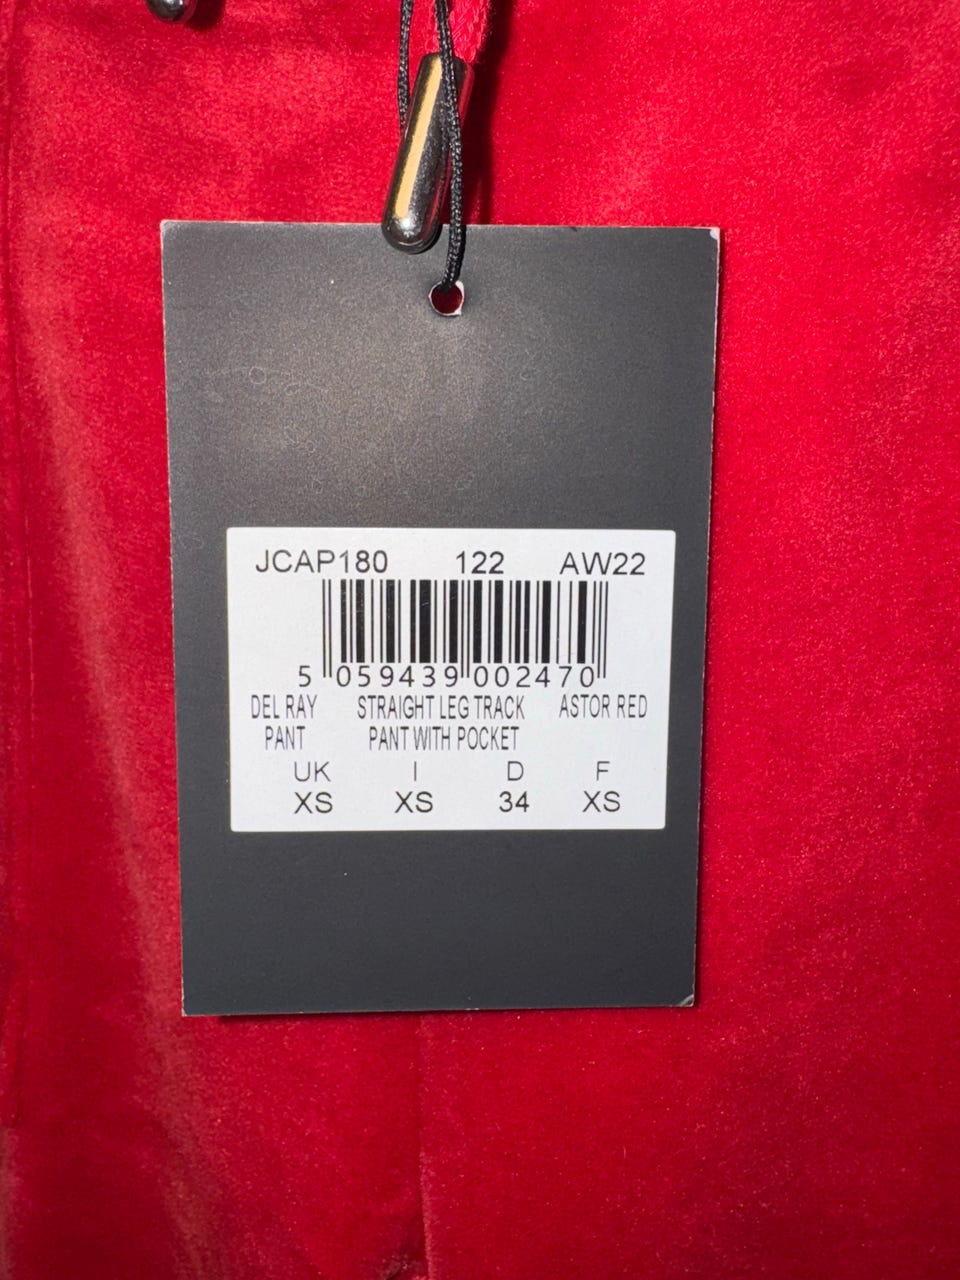 JCAP180 122 AW22
5 059439 002470
DEL RAY STRAIGHT LEG TRACK ASTOR RED
PANT PANT WITH POCKET
UK I D F
XS XS 34 XS